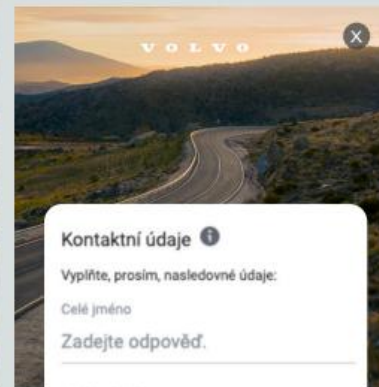 VOLVO
X
Kontaktní údaje
Vyplňte, prosím, nasledovné údaje:
Celé jméno
Zadejte odpověď.